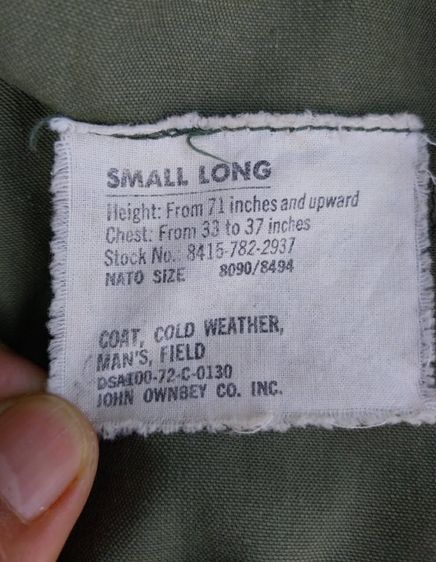 SMALL LONG
Height: From 71 inches and upward
Chest: From 33 to 37 inches
Stock No.: 8415-782-2937
NATO SIZE 8090/8494
COAT, COLD WEATHER,
MAN'S, FIELD
DSA100-72-C-0130
JOHN OWNBEY CO. INC.